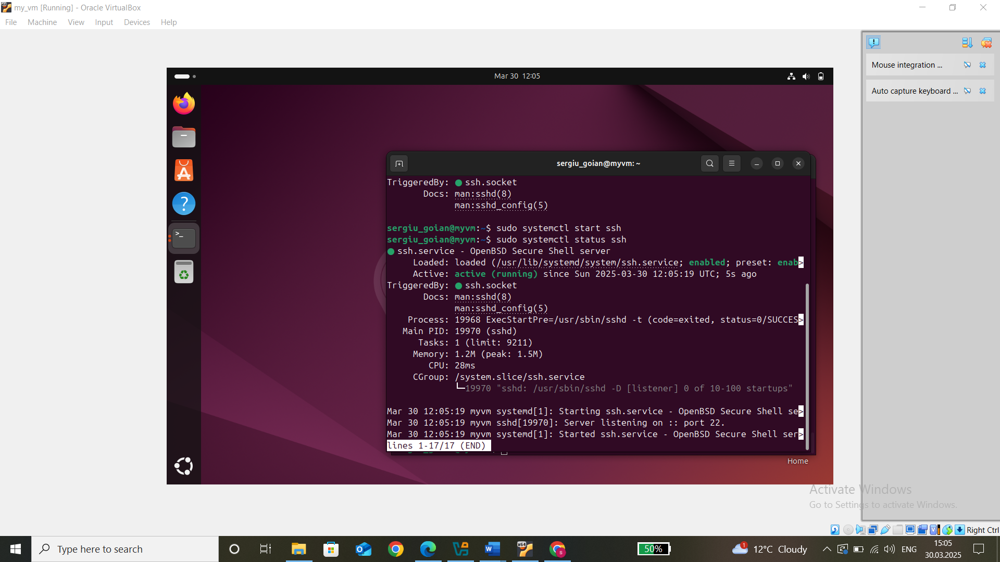 my_vm [Running] - Oracle VirtualBox
File Machine View Input Devices Help
Mouse integration ...
Auto capture keyboard ...
Mar 30 12:05
sergiu_goian@myvm: ~
TriggeredBy: ● ssh.socket
Docs: man:sshd(8)
man:sshd_config(5)
sergiu_goian@myvm:~$ sudo systemctl start ssh
sergiu_goian@myvm:~$ sudo systemctl status ssh
● ssh.service - OpenBSD Secure Shell server
Loaded: loaded (/usr/lib/systemd/system/ssh.service; enabled; preset: enab>
Active: active (running) since Sun 2025-03-30 12:05:19 UTC; 5s ago
TriggeredBy: ● ssh.socket
Docs: man:sshd(8)
man:sshd_config(5)
Process: 19968 ExecStartPre=/usr/sbin/sshd -t (code=exited, status=0/SUCCES>
Main PID: 19970 (sshd)
Tasks: 1 (limit: 9211)
Memory: 1.2M (peak: 1.5M)
CPU: 28ms
CGroup: /system.slice/ssh.service
└─19970 "sshd: /usr/sbin/sshd -D [listener] 0 of 10-100 startups"
Mar 30 12:05:19 myvm systemd[1]: Starting ssh.service - OpenBSD Secure Shell se>
Mar 30 12:05:19 myvm sshd[19970]: Server listening on :: port 22.
Mar 30 12:05:19 myvm systemd[1]: Started ssh.service - OpenBSD Secure Shell ser>
lines 1-17/17 (END)
Home
Activate Windows
Go to Settings to activate Windows.
Right Ctrl
Type here to search
50%
1
12°C Cloudy
ENG
15:05
30.03.2025